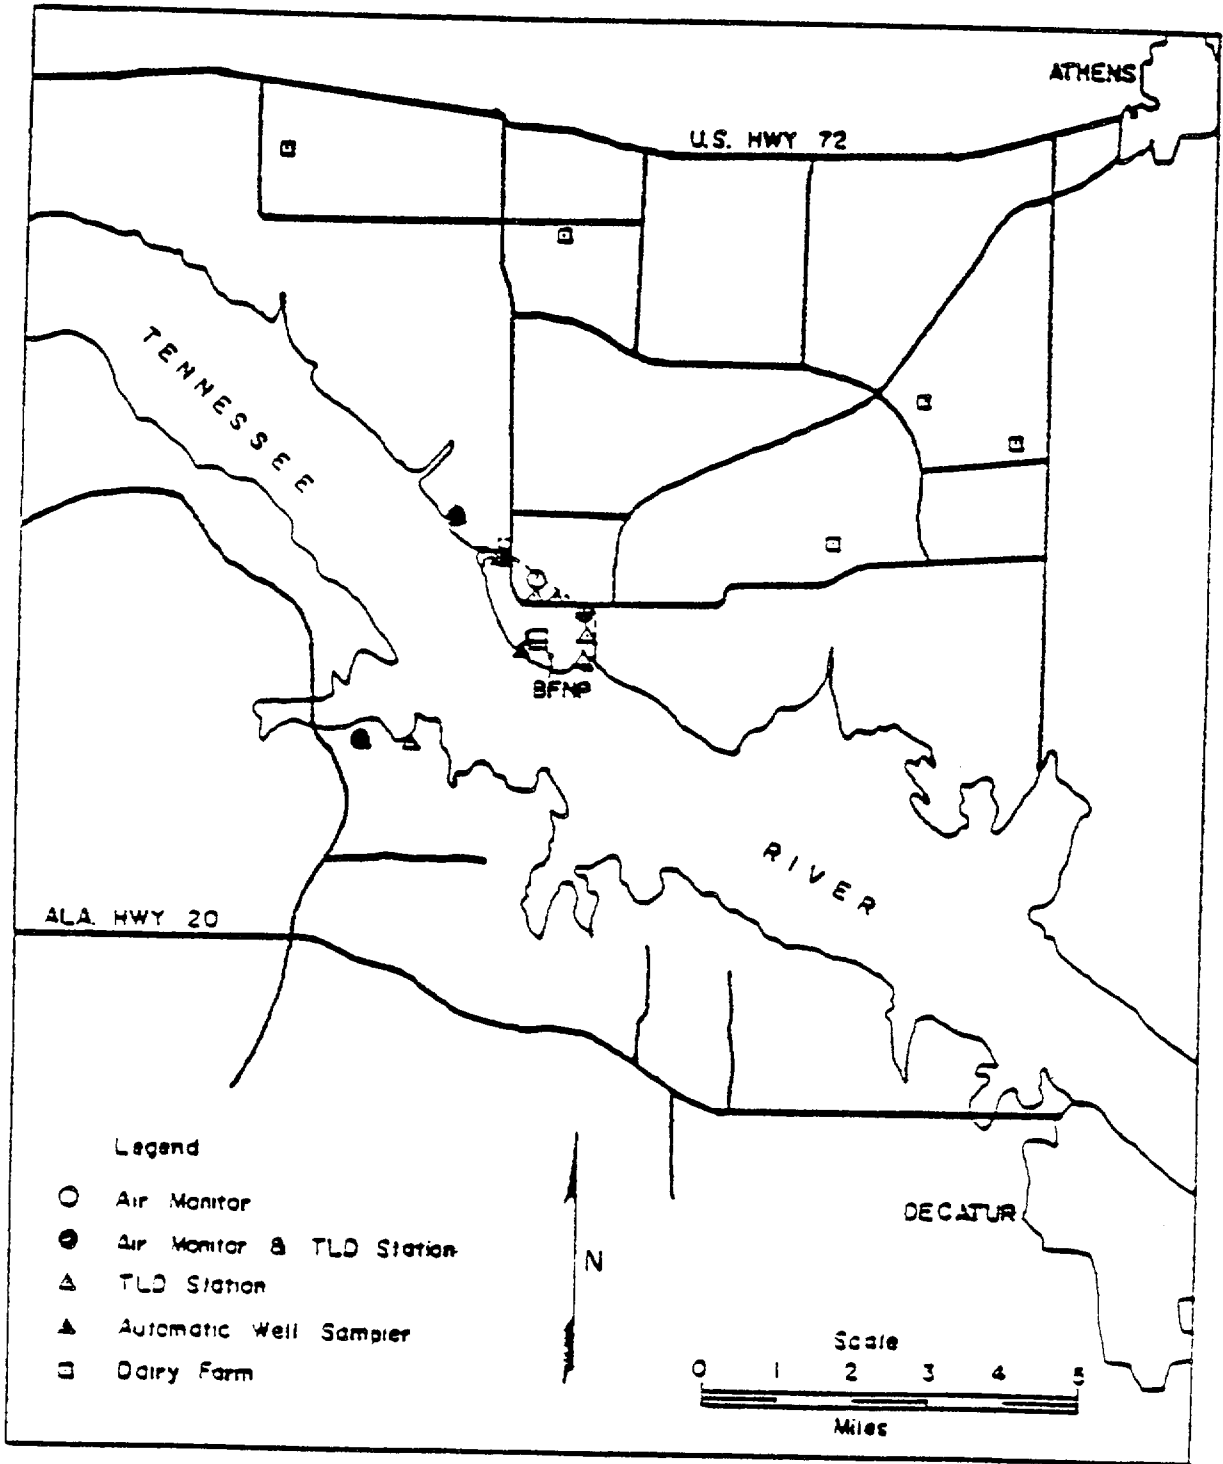 ATHENS
U.S. HWY 72
TENNESSEE
BFNP
RIVER
ALA. HWY 20
Legend
Air Monitor
Air Monitor & TLD Station
TLD Station
Automatic Well Sampler
Dairy Farm
N
DECATUR
Scale
0 1 2 3 4 5
Miles